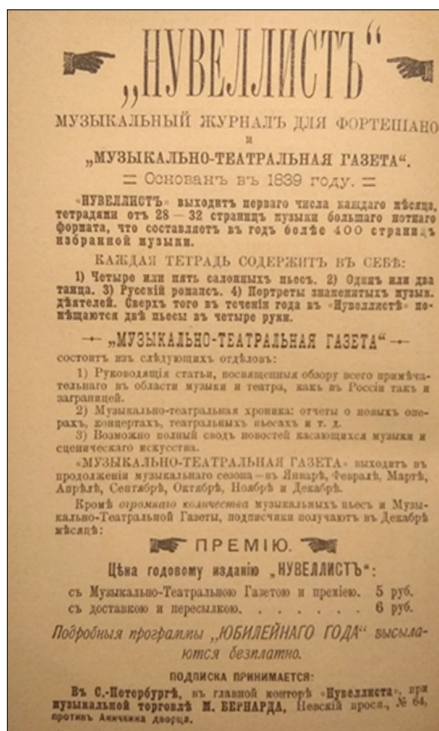 „НУВЕЛЛИСТЪ“
МУЗЫКАЛЬНЫЙ ЖУРНАЛЪ ДЛЯ ФОРТЕПІАНО
и
„МУЗЫКАЛЬНО-ТЕАТРАЛЬНАЯ ГАЗЕТА“.
Основанъ въ 1839 году.
«НУВЕЛЛИСТЪ» выходитъ перваго числа каждаго мѣсяца,
тетрадями отъ 28 — 32 страницъ музыки большаго нотнаго
формата, что составляетъ въ годъ болѣе 400 страницъ
избранной музыки.
КАЖДАЯ ТЕТРАДЬ СОДЕРЖИТЪ ВЪ СЕБѢ:
1) Четыре или пять салонныхъ пьесъ. 2) Одинъ или два
танца. 3) Русскій романсъ. 4) Портреты знаменитыхъ музык.
дѣятелей. Сверхъ того въ теченіи года въ «Нувеллистѣ» по-
мѣщаются двѣ пьесы въ четыре руки.
„МУЗЫКАЛЬНО-ТЕАТРАЛЬНАЯ ГАЗЕТА“
состоитъ изъ слѣдующихъ отдѣловъ:
1) Руководящія статьи, посвященныя обзору всего примѣча-
тельнаго въ области музыки и театра, какъ въ Россіи такъ и
заграницей.
2) Музыкально-театральная хроника: отчеты о новыхъ опе-
рахъ, концертахъ, театральныхъ пьесахъ и т. д.
3) Возможно полный сводъ новостей касающихся музыки и
сценическаго искусства.
«МУЗЫКАЛЬНО-ТЕАТРАЛЬНАЯ ГАЗЕТА» выходитъ въ
продолженіи музыкальнаго сезона — въ Январѣ, Февралѣ, Мартѣ,
Апрѣлѣ, Сентябрѣ, Октябрѣ, Ноябрѣ и Декабрѣ.
Кромѣ огромнаго количества музыкальныхъ пьесъ и Музы-
кально-Театральной Газеты, подписчики получаютъ въ Декабрѣ
мѣсяцѣ:
ПРЕМІЮ.
Цѣна годовому изданію „НУВЕЛЛИСТЪ“:
съ Музыкально-Театральною Газетою и преміею. 5 руб.
съ доставкою и пересылкою. . . . . . . 6 руб.
Подробныя программы „ЮБИЛЕЙНАГО ГОДА“ высыла-
ются безплатно.
ПОДПИСКА ПРИНИМАЕТСЯ:
Въ С.-Петербургѣ, въ главной конторѣ «Нувеллиста», при
музыкальной торговлѣ М. БЕРНАРДА, Невскій просп., № 64,
противъ Аничкина дворца.